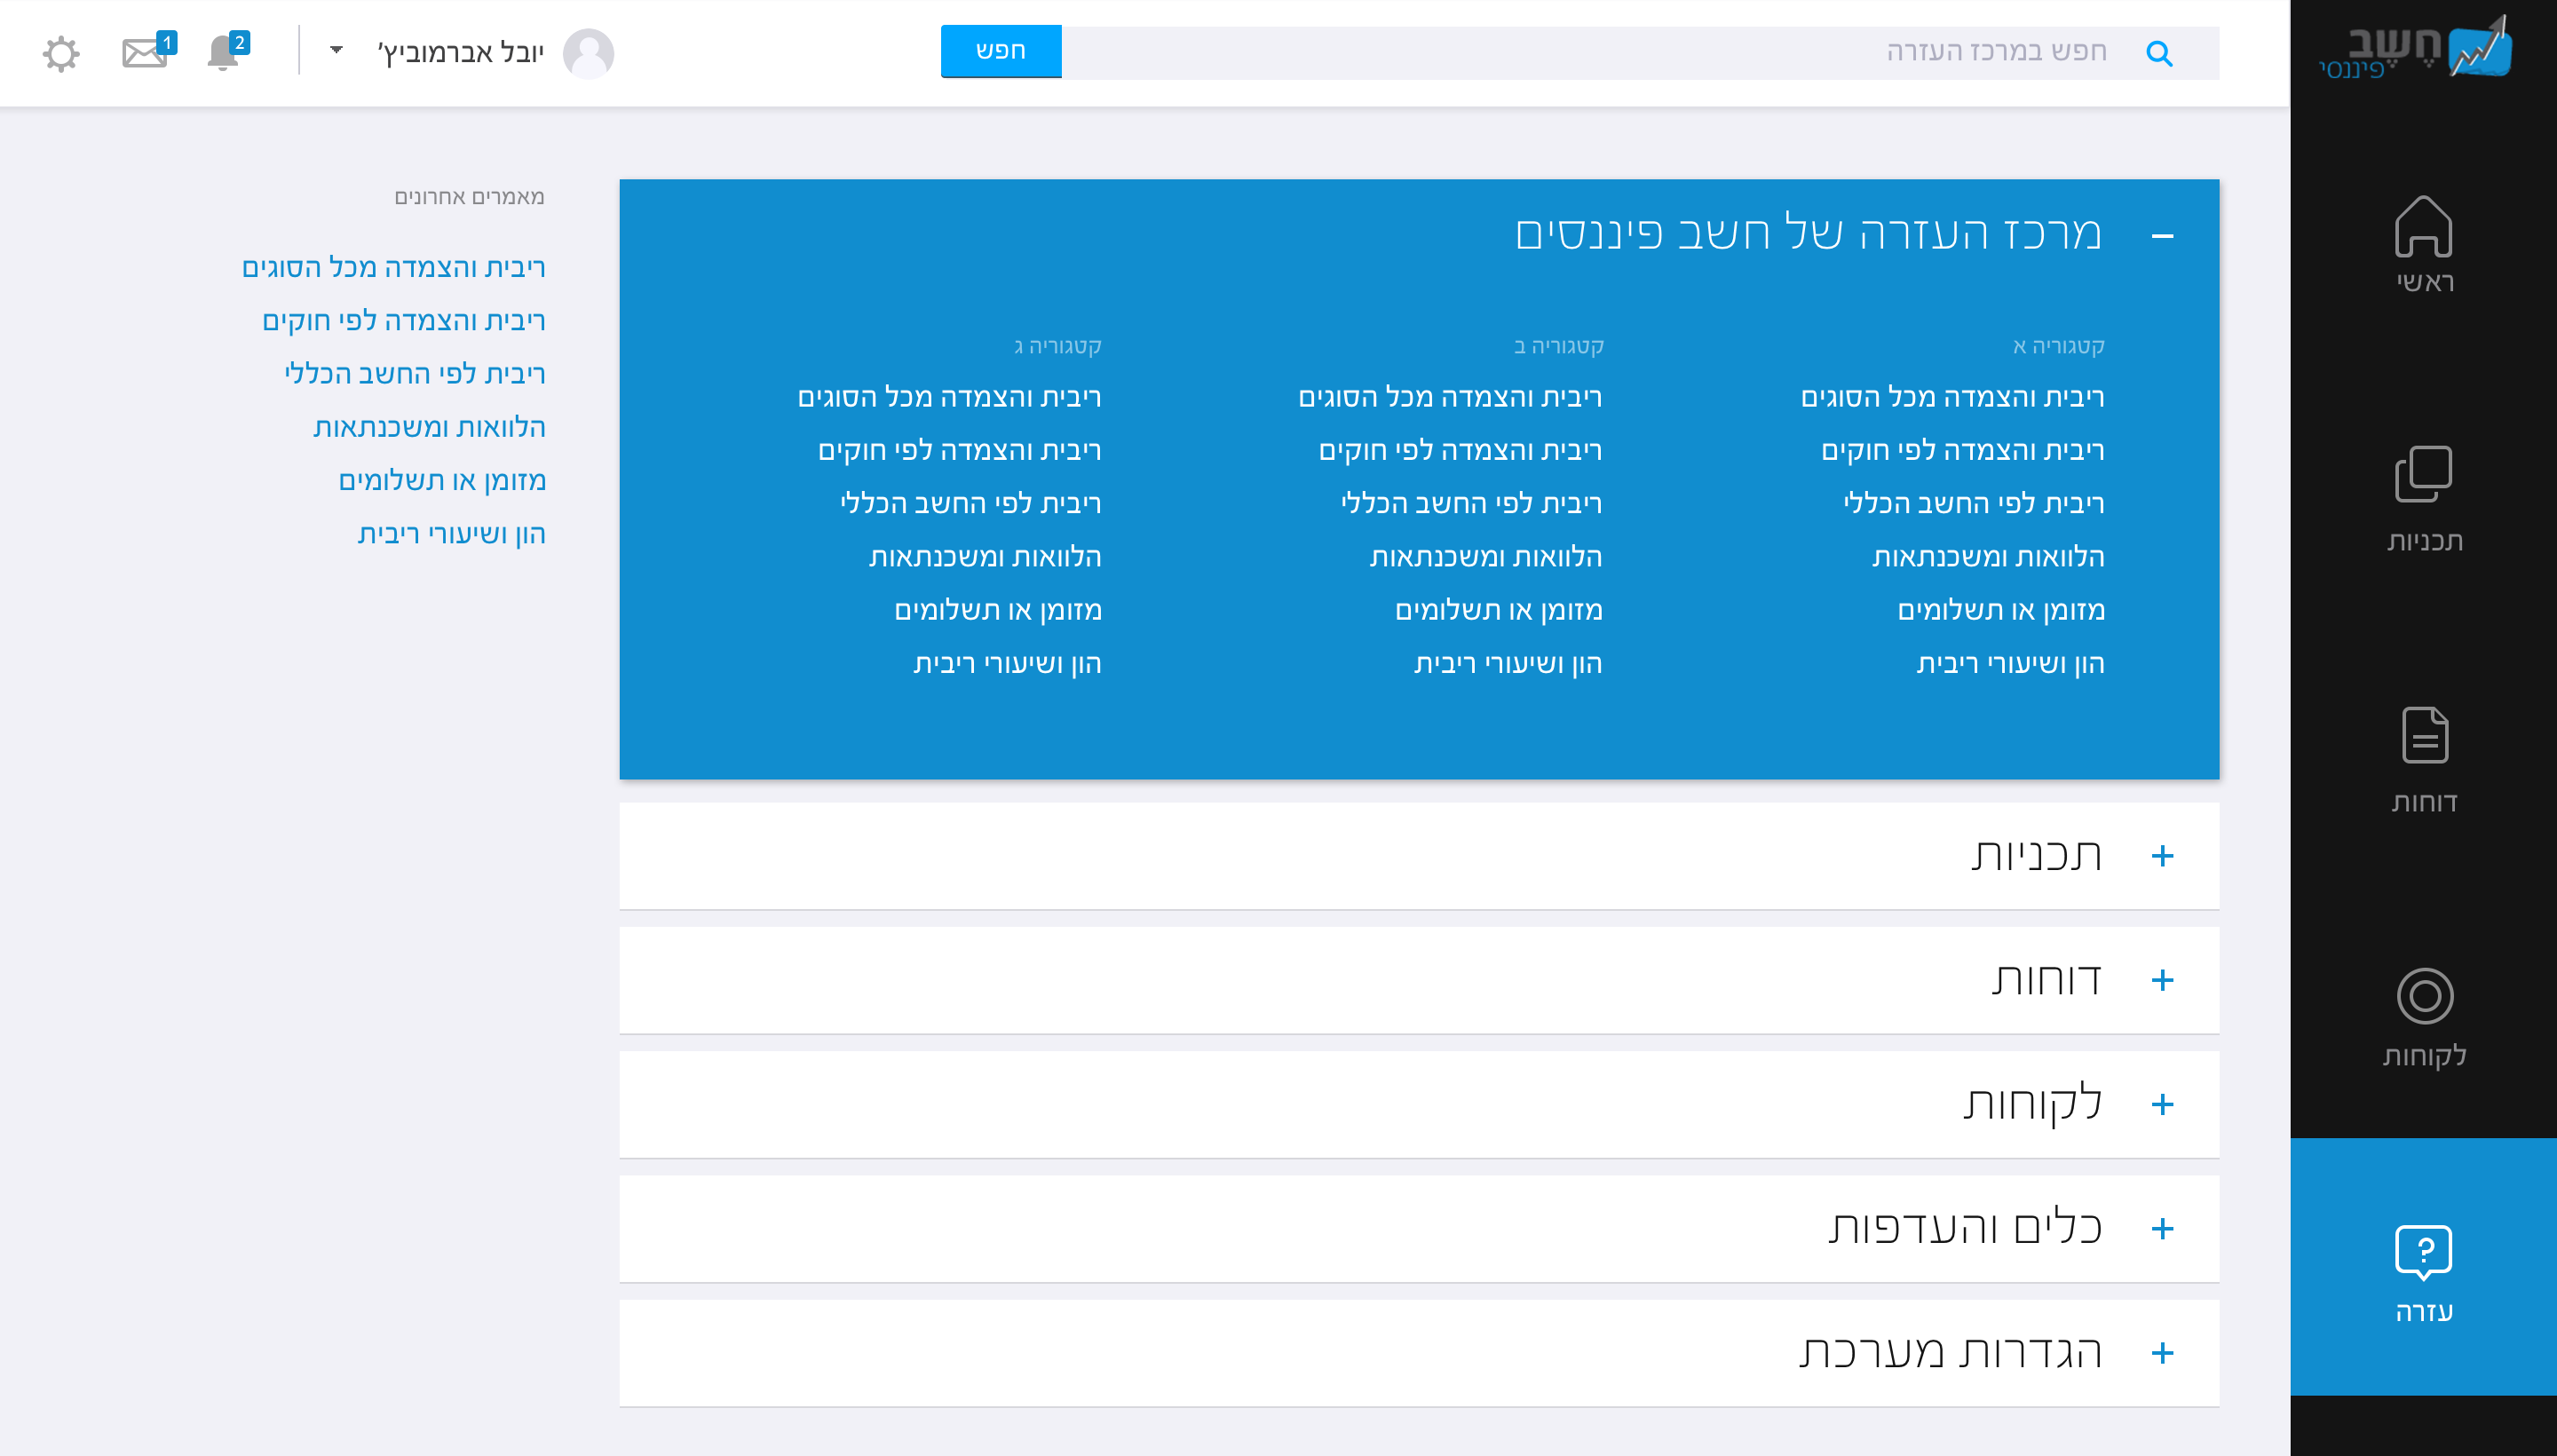 חֶשֶׁב
פיננסי
חפש במרכז העזרה
חפש
יובל אברמוביץ'
2
1
ראשי
תכניות
דוחות
לקוחות
עזרה
מרכז העזרה של חשב פיננסים
קטגוריה א
ריבית והצמדה מכל הסוגים
ריבית והצמדה לפי חוקים
ריבית לפי החשב הכללי
הלוואות ומשכנתאות
מזומן או תשלומים
הון ושיעורי ריבית
קטגוריה ב
ריבית והצמדה מכל הסוגים
ריבית והצמדה לפי חוקים
ריבית לפי החשב הכללי
הלוואות ומשכנתאות
מזומן או תשלומים
הון ושיעורי ריבית
קטגוריה ג
ריבית והצמדה מכל הסוגים
ריבית והצמדה לפי חוקים
ריבית לפי החשב הכללי
הלוואות ומשכנתאות
מזומן או תשלומים
הון ושיעורי ריבית
תכניות
דוחות
לקוחות
כלים והעדפות
הגדרות מערכת
מאמרים אחרונים
ריבית והצמדה מכל הסוגים
ריבית והצמדה לפי חוקים
ריבית לפי החשב הכללי
הלוואות ומשכנתאות
מזומן או תשלומים
הון ושיעורי ריבית